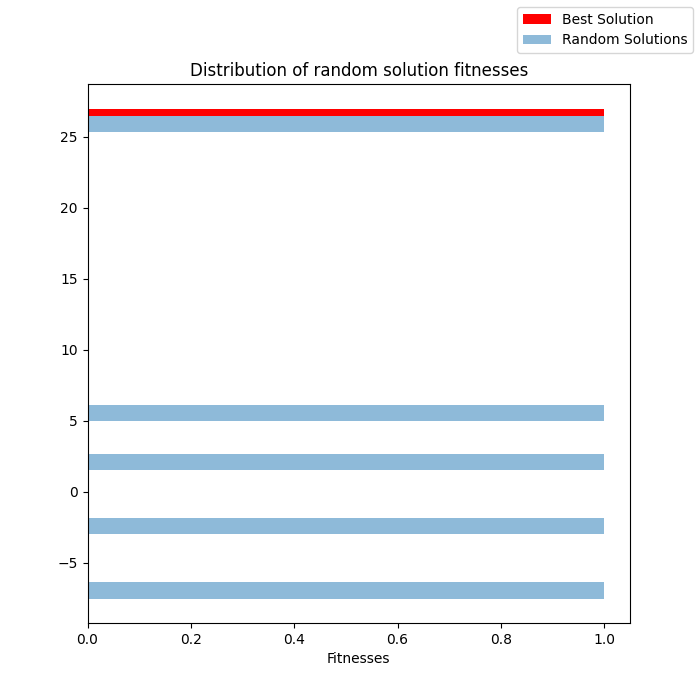 Best Solution
Random Solutions
Distribution of random solution fitnesses
25
20
15
10
5
0
−5
0.0 0.2 0.4 0.6 0.8 1.0
Fitnesses